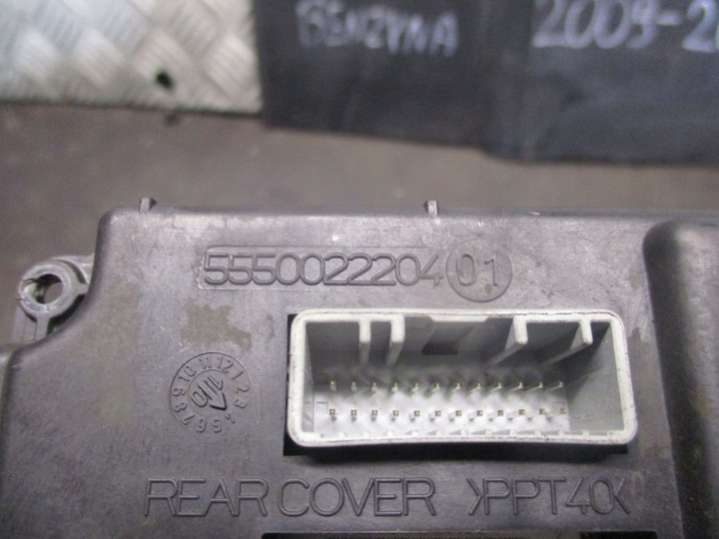 BENZYNA
2009-2
5550022204 01
REAR COVER >PPT40<